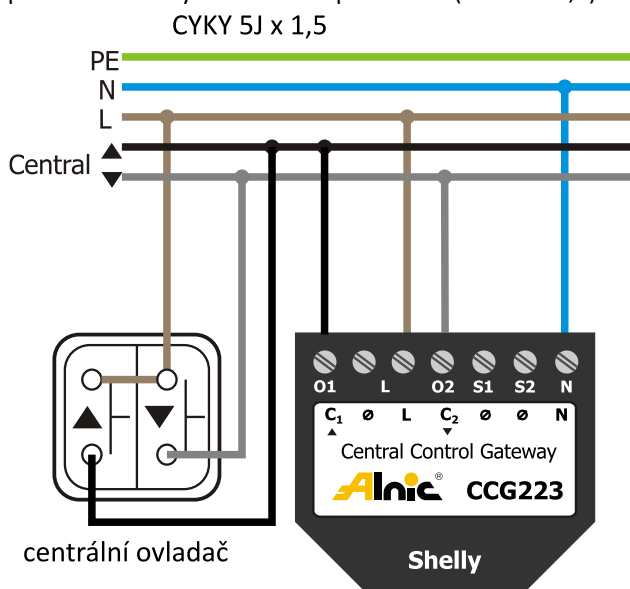 CYKY 5J x 1,5
PE
N
L
Central
O1 L O2 S1 S2 N
C₁ ø L C₂ ø ø N
Central Control Gateway
Alnic® CCG223
centrální ovladač
Shelly